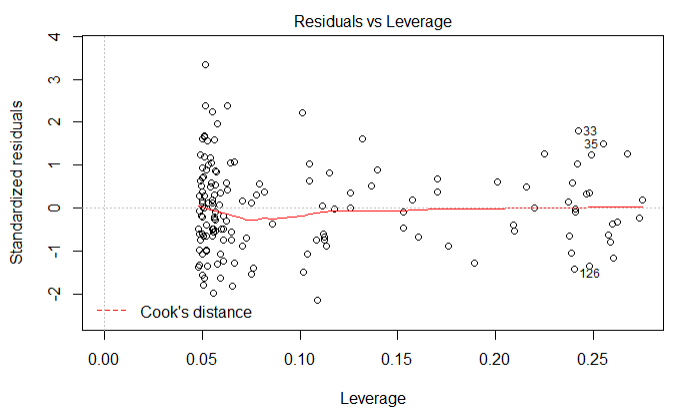 Residuals vs Leverage
Standardized residuals
4
3
2
1
0
-1
-2
33
35
126
Cook's distance
0.00 0.05 0.10 0.15 0.20 0.25
Leverage